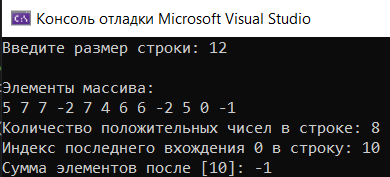 C:\ Консоль отладки Microsoft Visual Studio
Введите размер строки: 12
Элементы массива:
5 7 7 -2 7 4 6 6 -2 5 0 -1
Количество положительных чисел в строке: 8
Индекс последнего вхождения 0 в строку: 10
Сумма элементов после [10]: -1